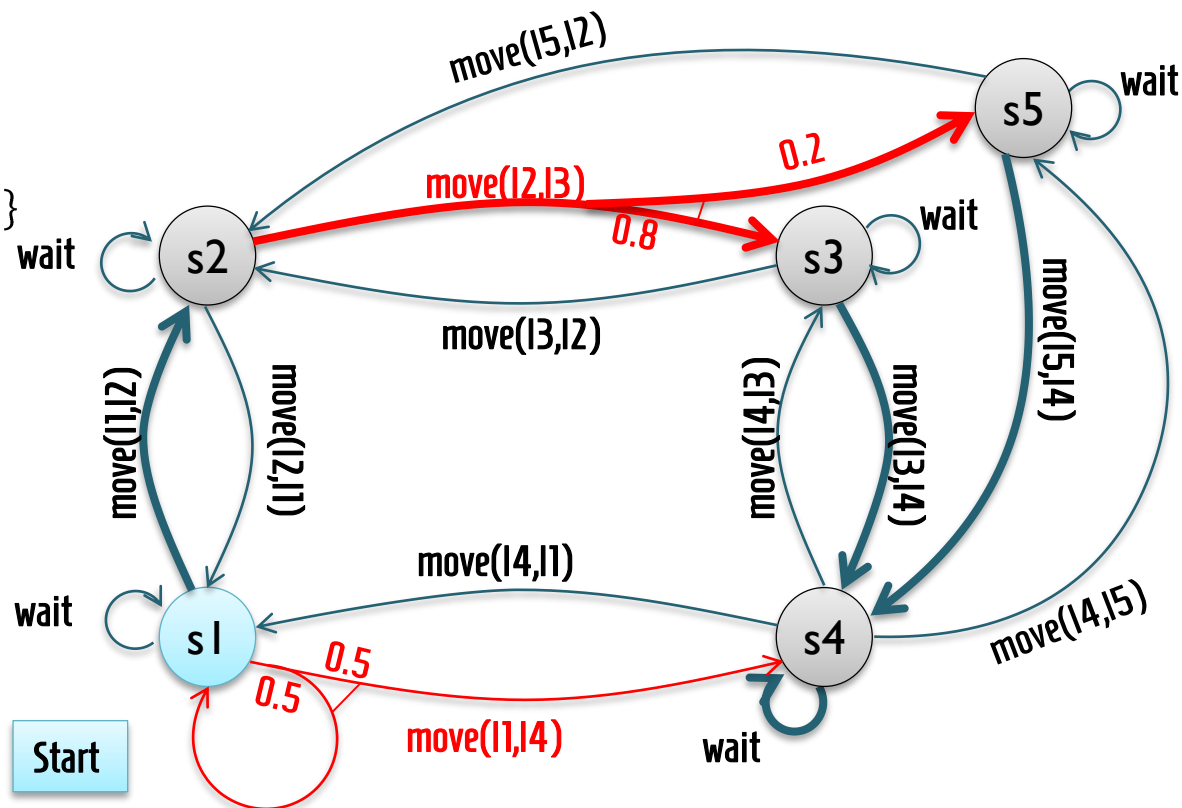 move(l5,l2)
wait
s5
0.2
move(l2,l3)
}
0.8
wait
wait
s2
s3
move(l3,l2)
move(l5,l4)
move(l1,l2)
move(l2,l1)
move(l4,l3)
move(l3,l4)
move(l4,l1)
wait
s1
s4
move(l4,l5)
0.5
0.5
move(l1,l4)
wait
Start